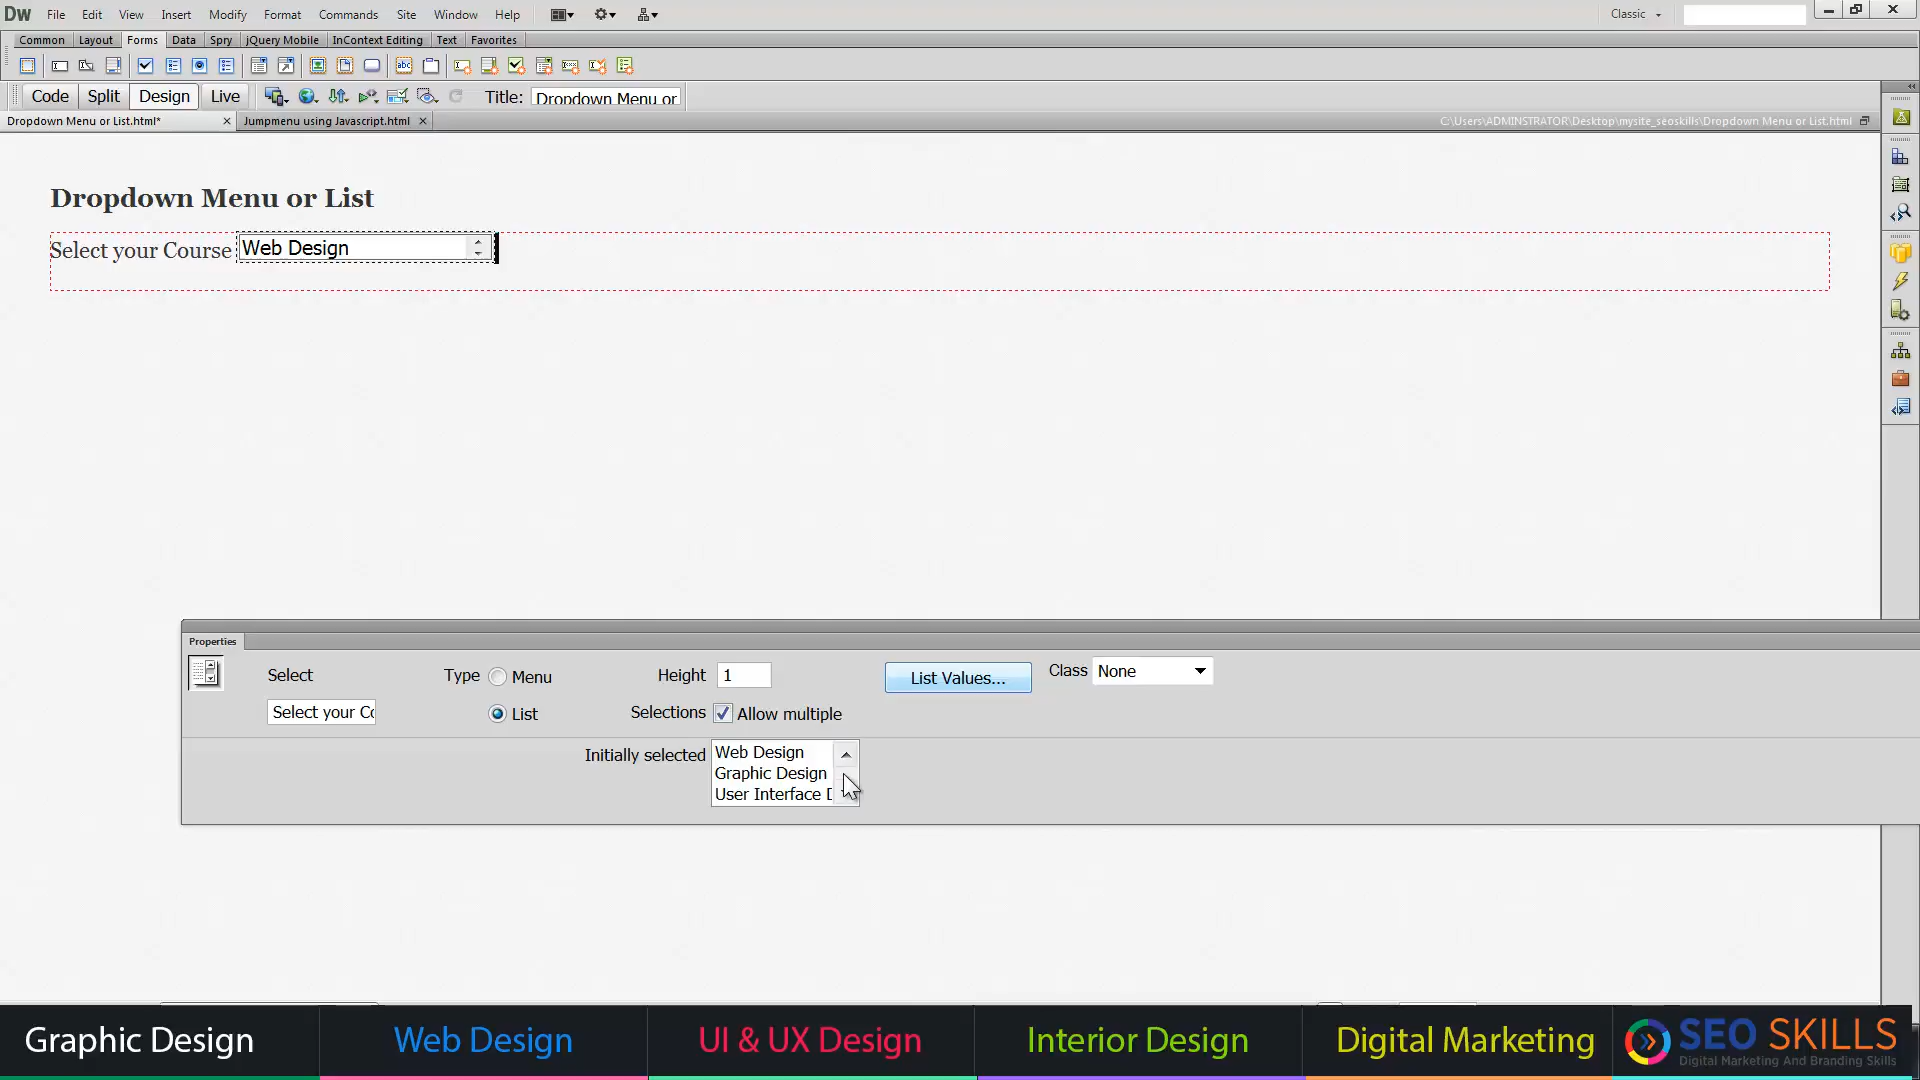 Dw File Edit View Insert Modify Format Commands Site Window Help Classic
Common Layout Forms Data Spry jQuery Mobile InContext Editing Text Favorites
Code Split Design Live Title: Dropdown Menu or
Dropdown Menu or List.html* Jumpmenu using Javascript.html C:\Users\ADMINSTRATOR\Desktop\mysite_seoskills\Dropdown Menu or List.html
Dropdown Menu or List
Select your Course Web Design
Properties
Select Type Menu Height 1 List Values... Class None
Select your Co List Selections Allow multiple
Initially selected Web Design
Graphic Design
User Interface D
Graphic Design Web Design UI & UX Design Interior Design Digital Marketing SEO SKILLS
Digital Marketing And Branding Skills